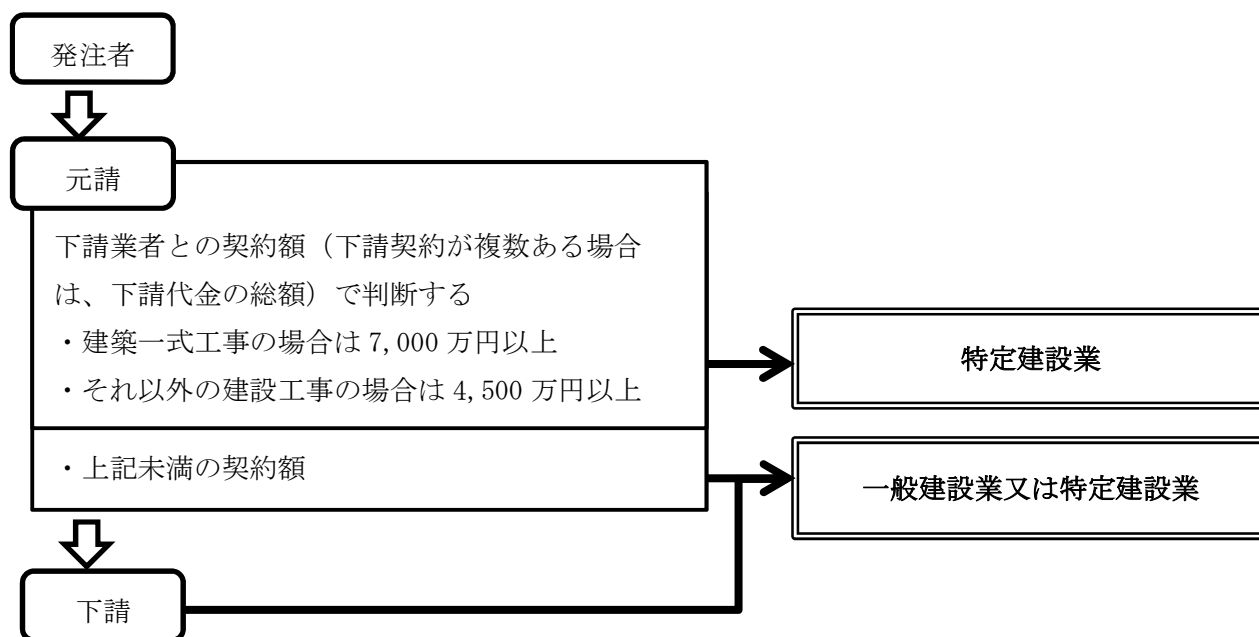 発注者
元請
下請業者との契約額（下請契約が複数ある場合
は、下請代金の総額）で判断する
・建築一式工事の場合は 7,000 万円以上
・それ以外の建設工事の場合は 4,500 万円以上
特定建設業
・上記未満の契約額
一般建設業又は特定建設業
下請